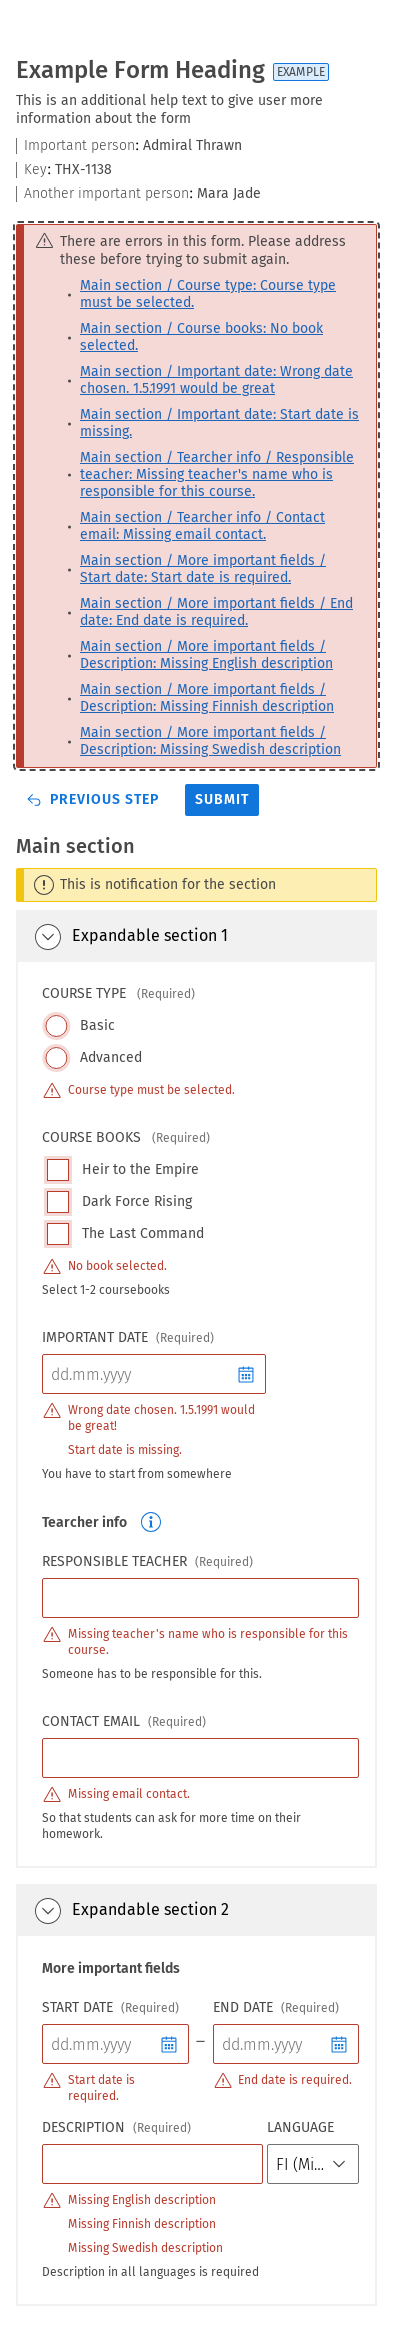 Example Form Heading EXAMPLE
This is an additional help text to give user more
information about the form
Important person: Admiral Thrawn
Key: THX-1138
Another important person: Mara Jade
There are errors in this form. Please address
these before trying to submit again.
Main section / Course type: Course type
must be selected.
Main section / Course books: No book
selected.
Main section / Important date: Wrong date
chosen. 1.5.1991 would be great
Main section / Important date: Start date is
missing.
Main section / Tearcher info / Responsible
teacher: Missing teacher's name who is
responsible for this course.
Main section / Tearcher info / Contact
email: Missing email contact.
Main section / More important fields /
Start date: Start date is required.
Main section / More important fields / End
date: End date is required.
Main section / More important fields /
Description: Missing English description
Main section / More important fields /
Description: Missing Finnish description
Main section / More important fields /
Description: Missing Swedish description
PREVIOUS STEP SUBMIT
Main section
This is notification for the section
Expandable section 1
COURSE TYPE (Required)
Basic
Advanced
Course type must be selected.
COURSE BOOKS (Required)
Heir to the Empire
Dark Force Rising
The Last Command
No book selected.
Select 1-2 coursebooks
IMPORTANT DATE (Required)
dd.mm.yyyy
Wrong date chosen. 1.5.1991 would
be great!
Start date is missing.
You have to start from somewhere
Tearcher info
RESPONSIBLE TEACHER (Required)
Missing teacher's name who is responsible for this
course.
Someone has to be responsible for this.
CONTACT EMAIL (Required)
Missing email contact.
So that students can ask for more time on their
homework.
Expandable section 2
More important fields
START DATE (Required) END DATE (Required)
dd.mm.yyyy – dd.mm.yyyy
Start date is
required.
End date is required.
DESCRIPTION (Required) LANGUAGE
FI (Mi...
Missing English description
Missing Finnish description
Missing Swedish description
Description in all languages is required